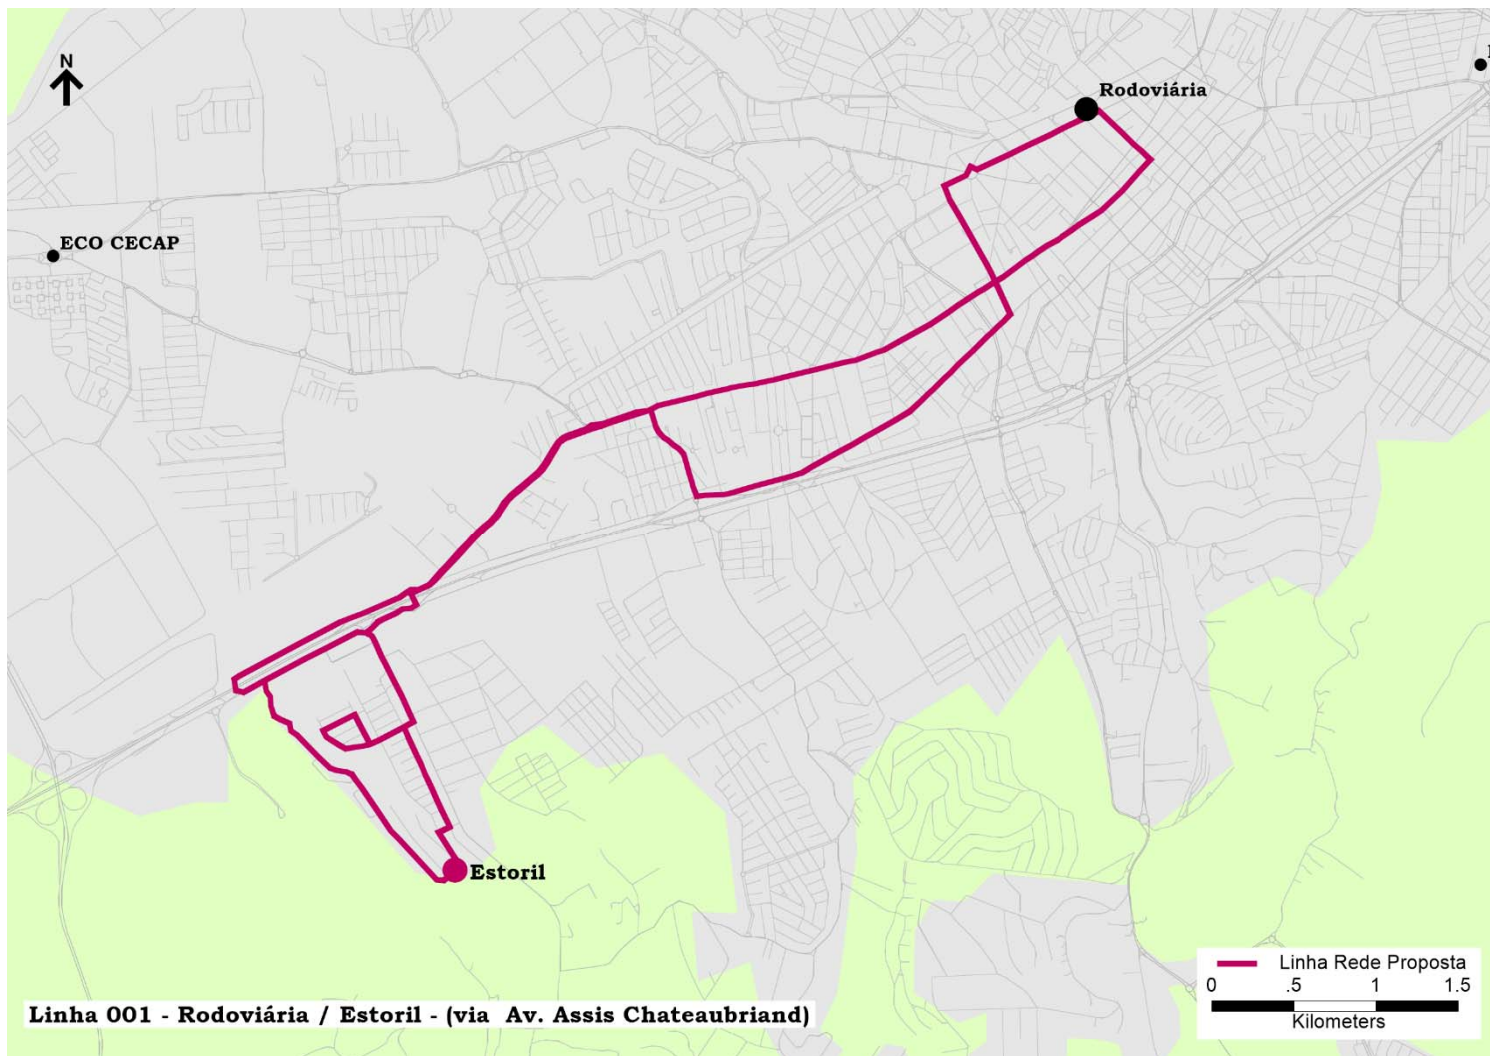 N
Rodoviária
ECO CECAP
Estoril
Linha Rede Proposta
0 .5 1 1.5
Kilometers
Linha 001 - Rodoviária / Estoril - (via Av. Assis Chateaubriand)